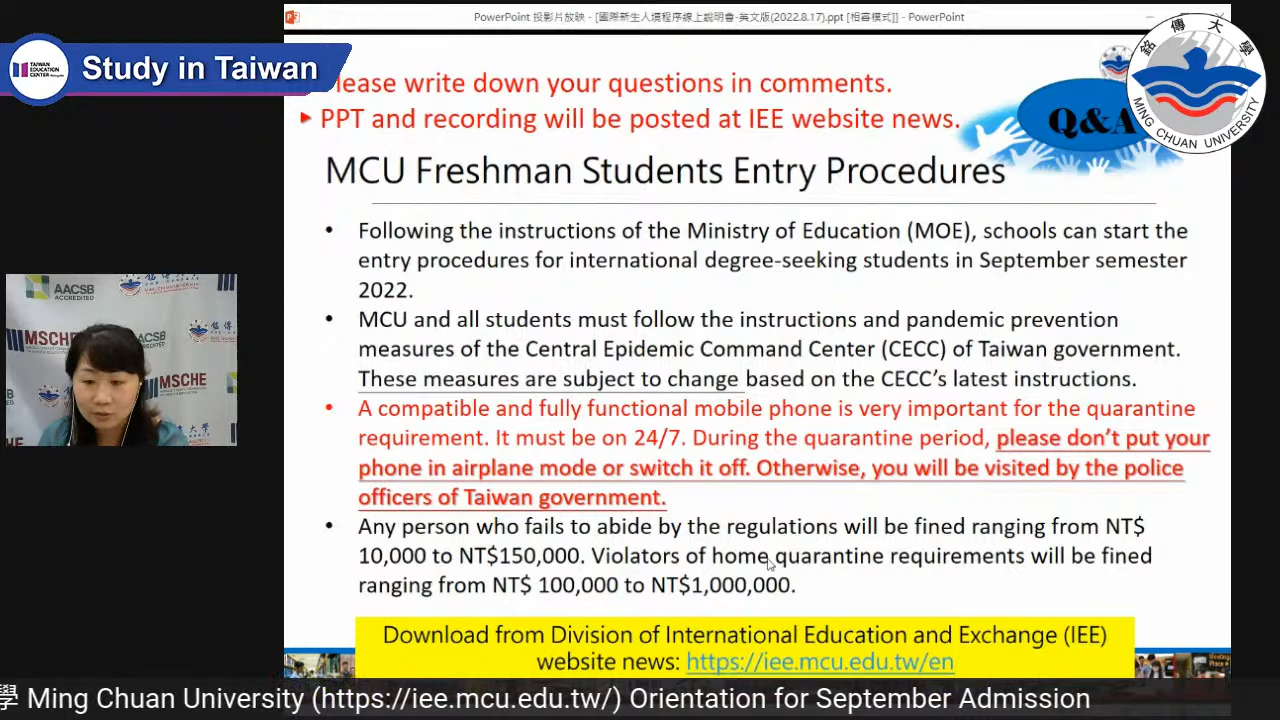 PowerPoint 投影片放映 - [國際新生入境程序線上說明會-英文版(2022.8.17).ppt [相容模式]] - PowerPoint
TAIWAN
EDUCATION
CENTER
Study in Taiwan
lease write down your questions in comments.
PPT and recording will be posted at IEE website news.
Q&A
銘傳大學
MING CHUAN UNIVERSITY
MCU Freshman Students Entry Procedures
• Following the instructions of the Ministry of Education (MOE), schools can start the
entry procedures for international degree-seeking students in September semester
2022.
• MCU and all students must follow the instructions and pandemic prevention
measures of the Central Epidemic Command Center (CECC) of Taiwan government.
These measures are subject to change based on the CECC's latest instructions.
• A compatible and fully functional mobile phone is very important for the quarantine
requirement. It must be on 24/7. During the quarantine period, please don't put your
phone in airplane mode or switch it off. Otherwise, you will be visited by the police
officers of Taiwan government.
• Any person who fails to abide by the regulations will be fined ranging from NT$
10,000 to NT$150,000. Violators of home quarantine requirements will be fined
ranging from NT$ 100,000 to NT$1,000,000.
Download from Division of International Education and Exchange (IEE)
website news: https://iee.mcu.edu.tw/en
AACSB
ACCREDITED
MSCHE
ACSB
銘傳
MSCHE
學 Ming Chuan University (https://iee.mcu.edu.tw/) Orientation for September Admission